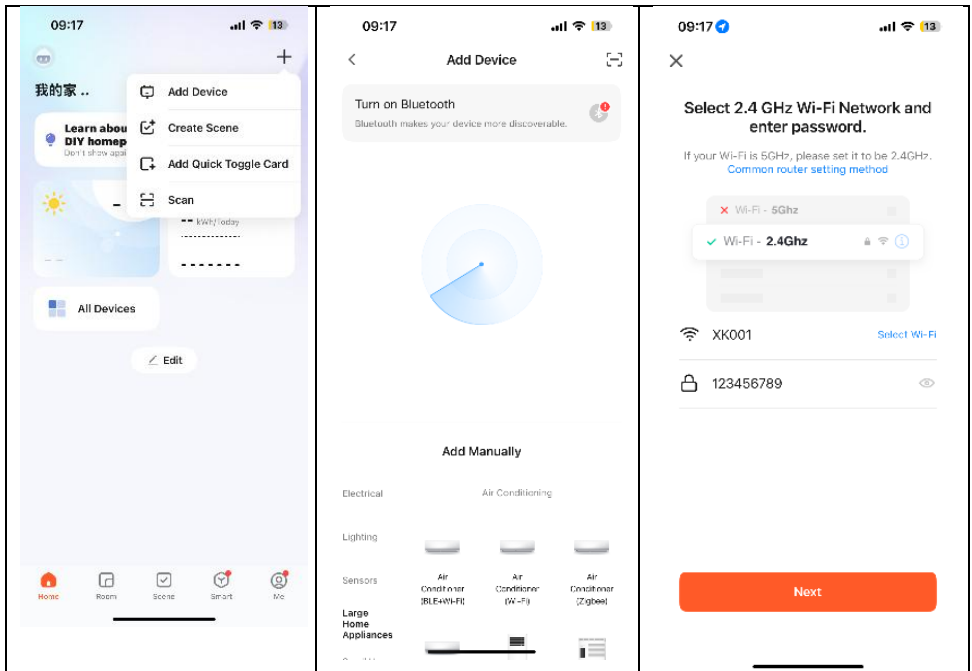 09:17
13
我的家 ..
Add Device
Create Scene
Add Quick Toggle Card
Scan
Learn abou
DIY homep
Don't show agai
-
-- kWh/Today
All Devices
Edit
Home
Room
Scene
Smart
Me
09:17
13
Add Device
Turn on Bluetooth
Bluetooth makes your device more discoverable.
Add Manually
Electrical
Air Conditioning
Lighting
Sensors
Air Conditioner (BLE+Wi-Fi)
Air Conditioner (Wi-Fi)
Air Conditioner (Zigbee)
Large
Home
Appliances
09:17
13
Select 2.4 GHz Wi-Fi Network and
enter password.
If your Wi-Fi is 5GHz, please set it to be 2.4GHz.
Common router setting method
Wi-Fi - 5Ghz
Wi-Fi - 2.4Ghz
XK001
Select Wi-Fi
123456789
Next